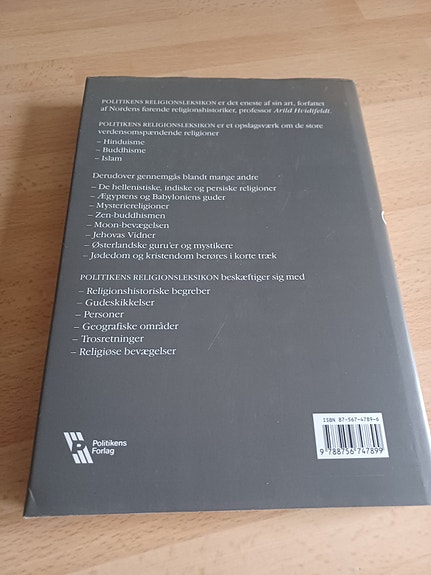 POLITIKENS RELIGIONSLEKSIKON er det eneste af sin art, forfattet
af Nordens førende religionshistoriker, professor Arild Hvidtfeldt.
POLITIKENS RELIGIONSLEKSIKON er et opslagsværk om de store
verdensomspændende religioner
– Hinduisme
– Buddhisme
– Islam
Derudover gennemgås blandt mange andre
– De hellenistiske, indiske og persiske religioner
– Ægyptens og Babyloniens guder
– Mysteriereligioner
– Zen-buddhismen
– Moon-bevægelsen
– Jehovas Vidner
– Østerlandske guru'er og mystikere
– Jødedom og kristendom berøres i korte træk
POLITIKENS RELIGIONSLEKSIKON beskæftiger sig med
– Religionshistoriske begreber
– Gudeskikkelser
– Personer
– Geografiske områder
– Trosretninger
– Religiøse bevægelser
P
Politikens
Forlag
ISBN 87-567-4789-6
9 788756 747899